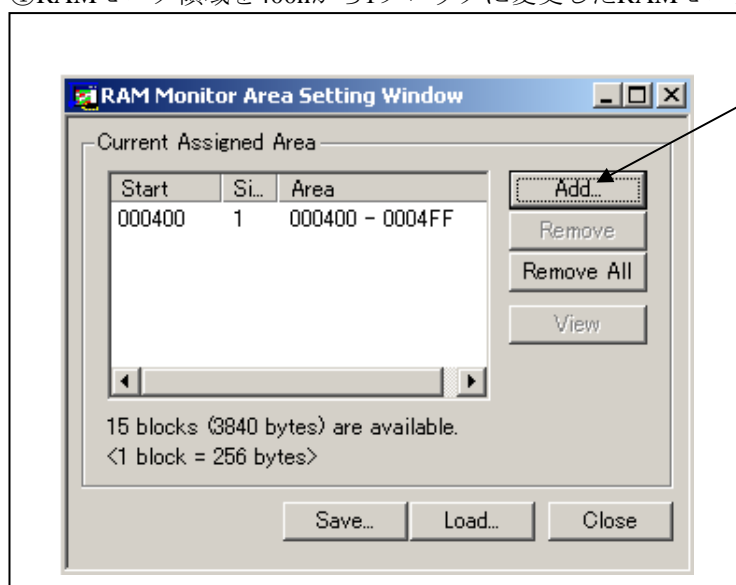 RAM Monitor Area Setting Window
Current Assigned Area
Start Si... Area
000400 1 000400 - 0004FF
Add...
Remove
Remove All
View
15 blocks (3840 bytes) are available.
<1 block = 256 bytes>
Save... Load... Close